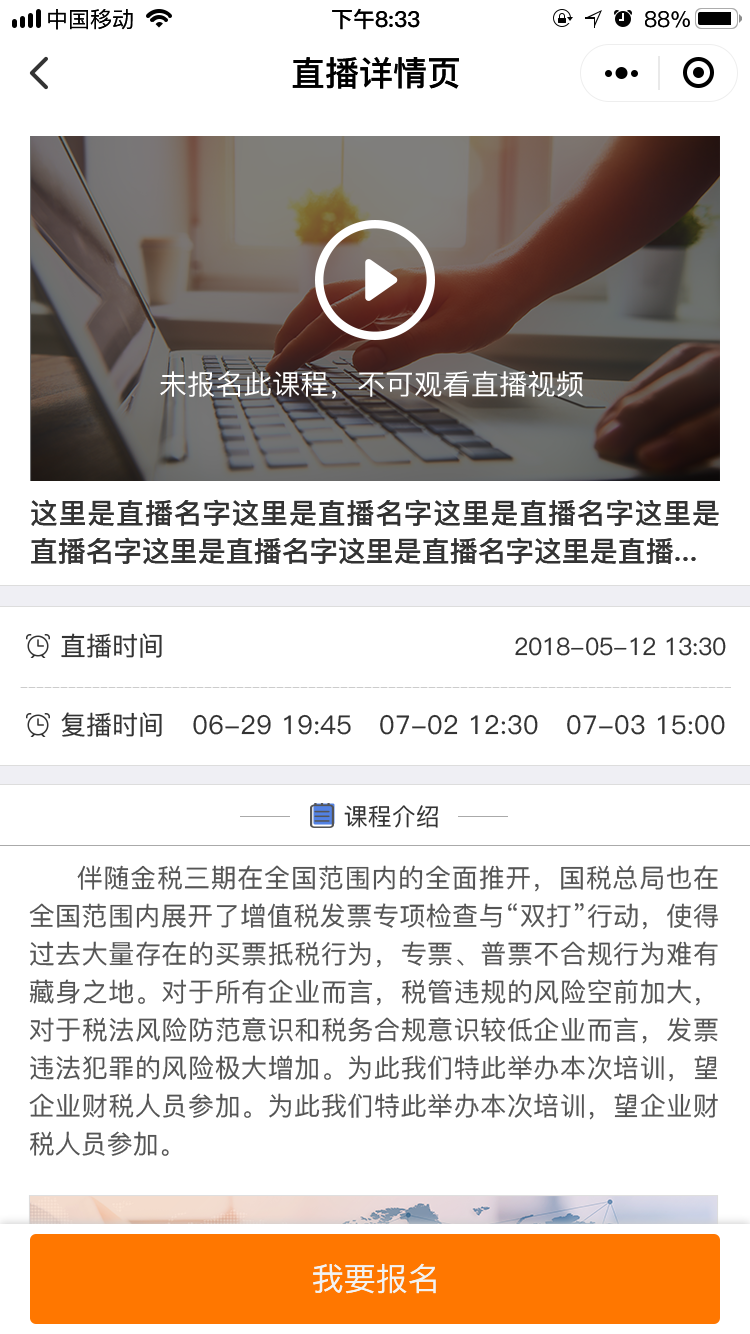 中国移动
下午8:33
88%
直播详情页
未报名此课程，不可观看直播视频
这里是直播名字这里是直播名字这里是直播名字这里是
直播名字这里是直播名字这里是直播名字这里是直播...
直播时间 2018-05-12 13:30
复播时间 06-29 19:45 07-02 12:30 07-03 15:00
课程介绍
伴随金税三期在全国范围内的全面推开，国税总局也在
全国范围内展开了增值税发票专项检查与“双打”行动，使得
过去大量存在的买票抵税行为，专票、普票不合规行为难有
藏身之地。对于所有企业而言，税管违规的风险空前加大，
对于税法风险防范意识和税务合规意识较低企业而言，发票
违法犯罪的风险极大增加。为此我们特此举办本次培训，望
企业财税人员参加。为此我们特此举办本次培训，望企业财
税人员参加。
我要报名